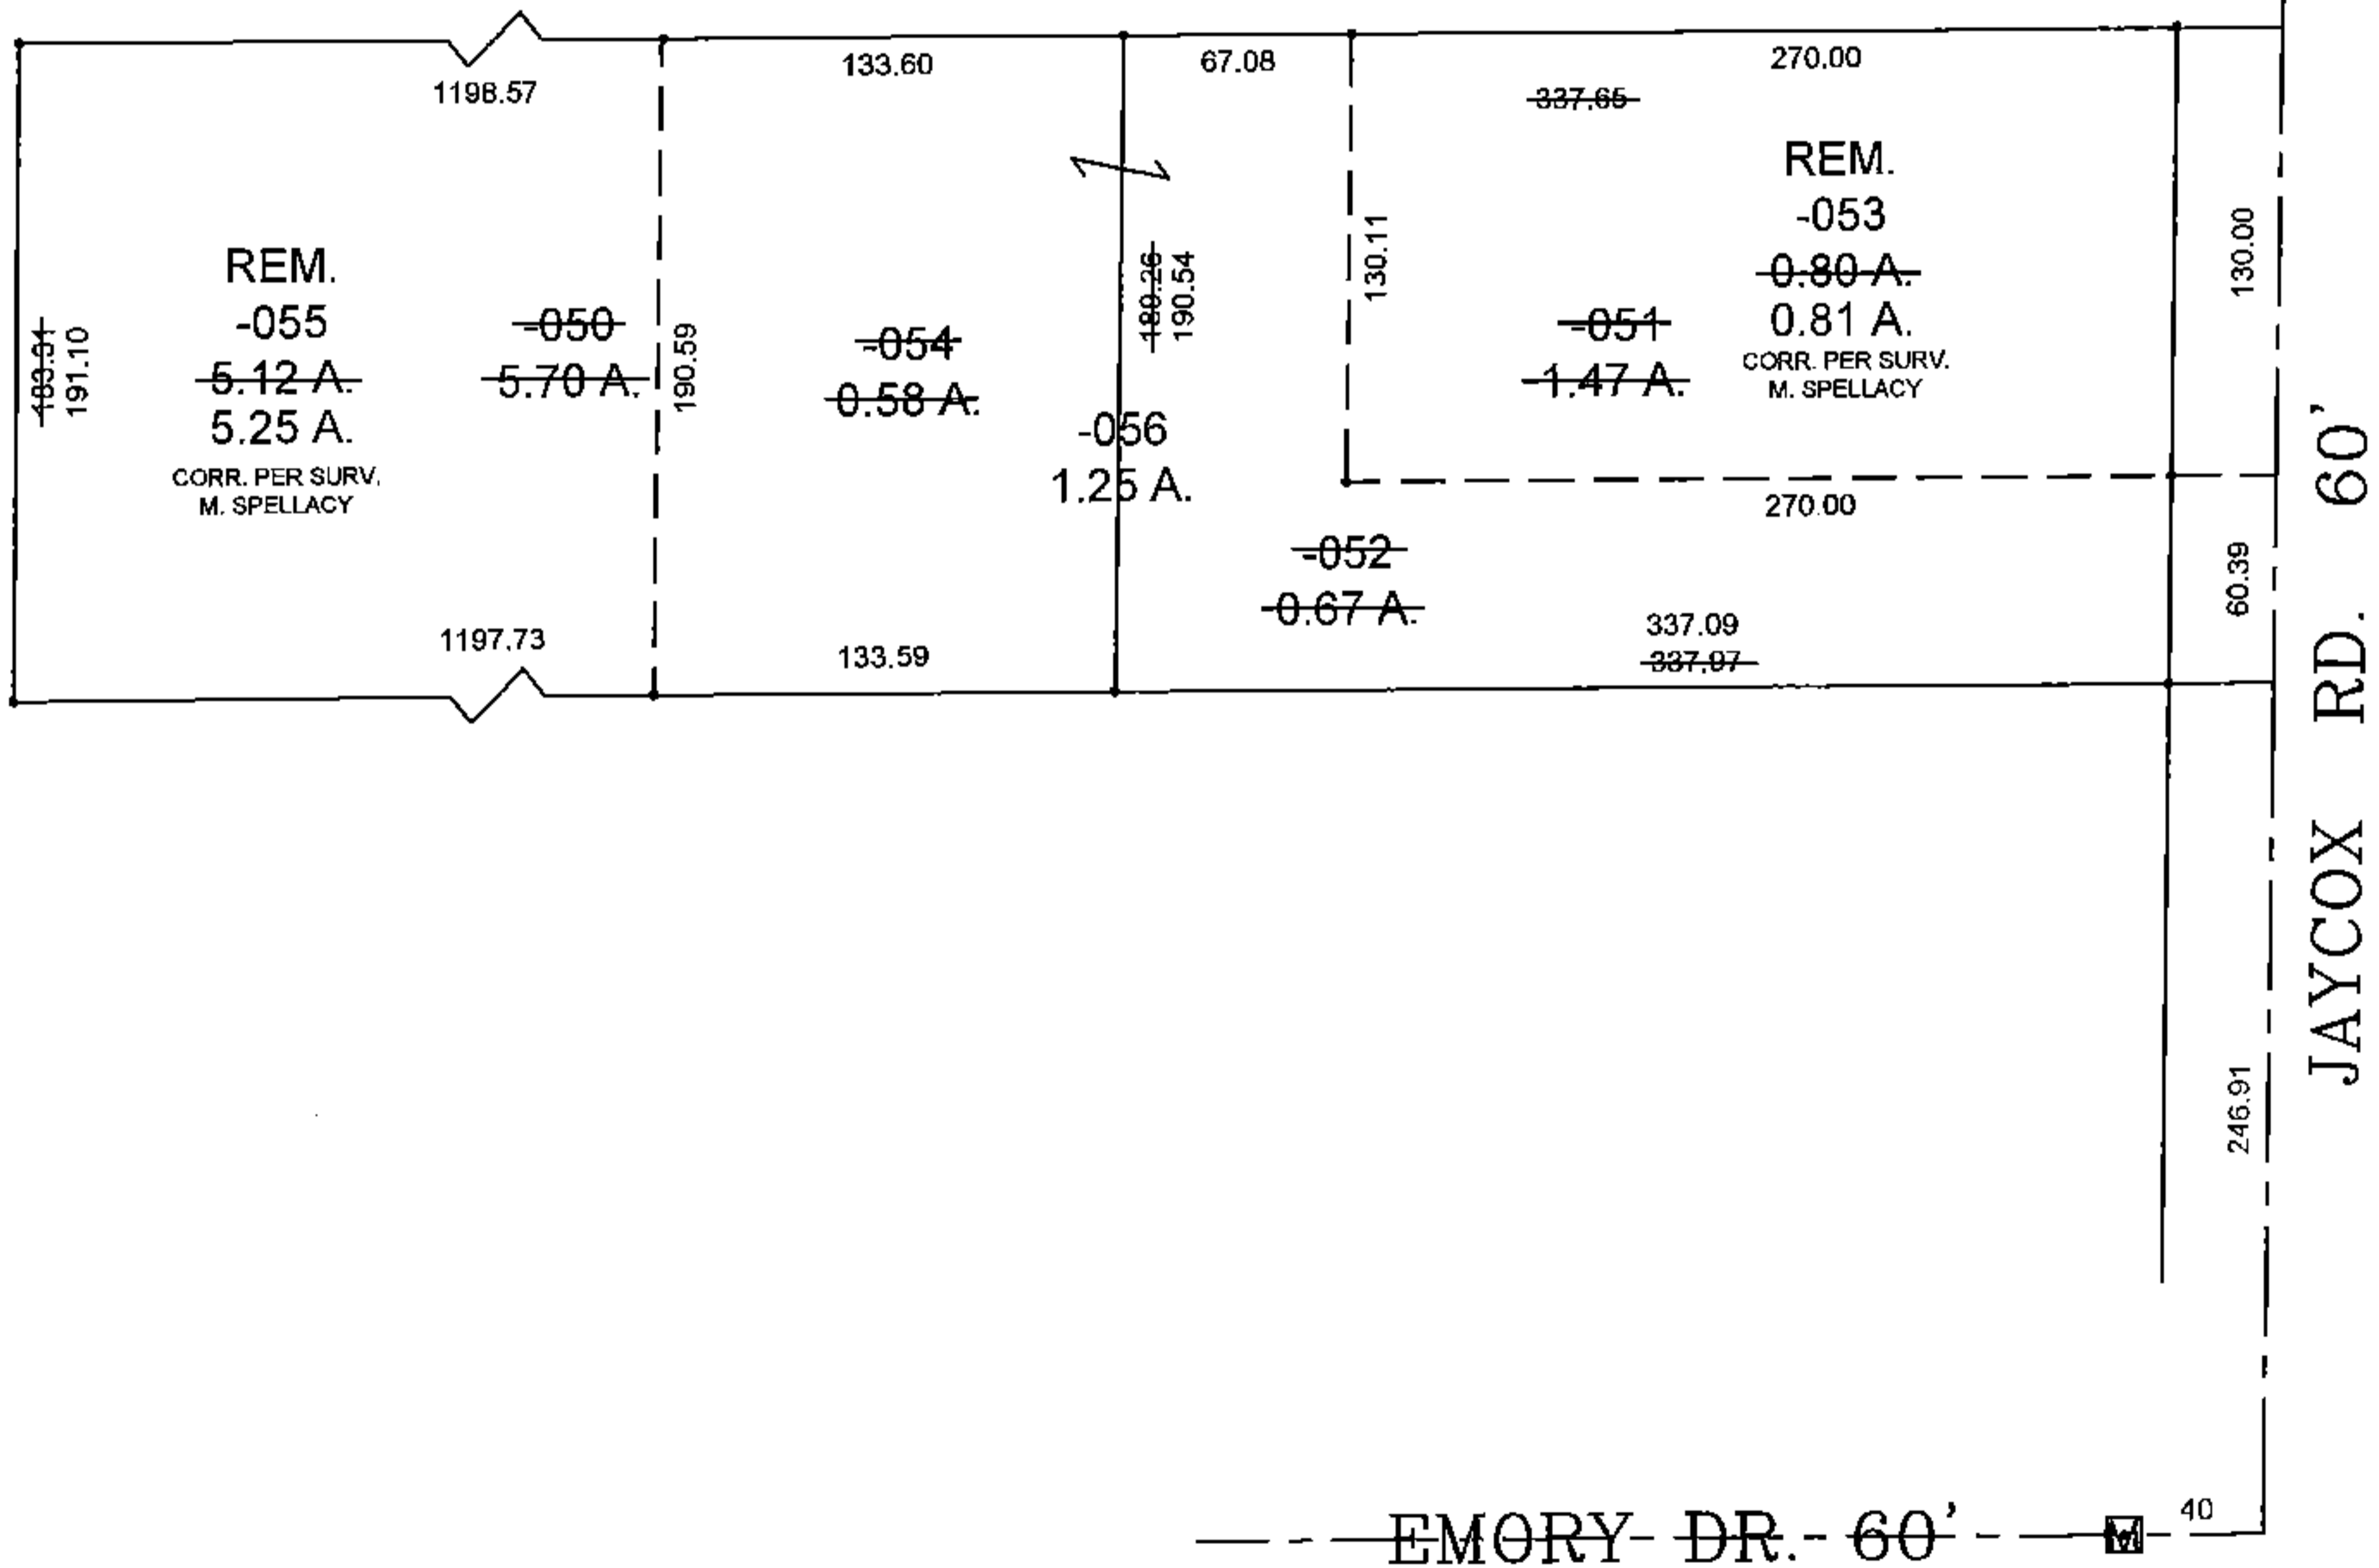 133.60
67.08
270.00
1198.57
337.65
REM.
-053
0.80 A.
0.81 A.
CORR. PER SURV.
M. SPELLACY
130.00
130.11
REM.
-055
5.12 A.
5.25 A.
CORR. PER SURV.
M. SPELLACY
191.10
-050
5.70 A.
190.59
-054
0.58 A.
190.54
-051
1.47 A.
-056
1.25 A.
270.00
-052
0.67 A.
60.39
1197.73
133.59
337.09
337.97
JAYCOX RD. 60'
246.91
EMORY DR. 60'
M
40